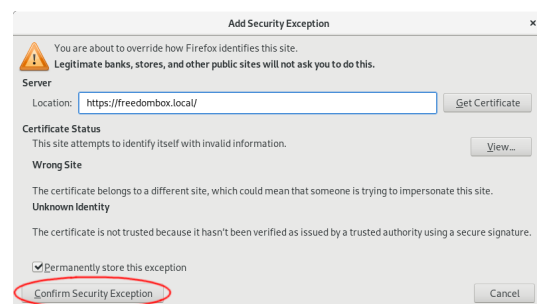 Add Security Exception
×
You are about to override how Firefox identifies this site.
Legitimate banks, stores, and other public sites will not ask you to do this.
Server
Location: https://freedombox.local/ Get Certificate
Certificate Status
This site attempts to identify itself with invalid information. View...
Wrong Site
The certificate belongs to a different site, which could mean that someone is trying to impersonate this site.
Unknown Identity
The certificate is not trusted because it hasn't been verified as issued by a trusted authority using a secure signature.
Permanently store this exception
Confirm Security Exception Cancel